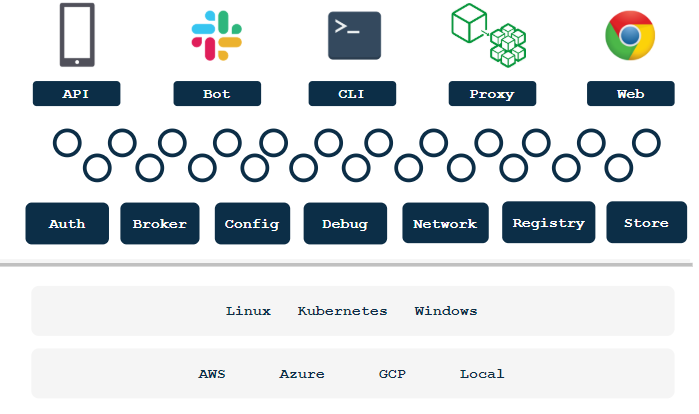 >_
API Bot CLI Proxy Web
Auth Broker Config Debug Network Registry Store
Linux Kubernetes Windows
AWS Azure GCP Local